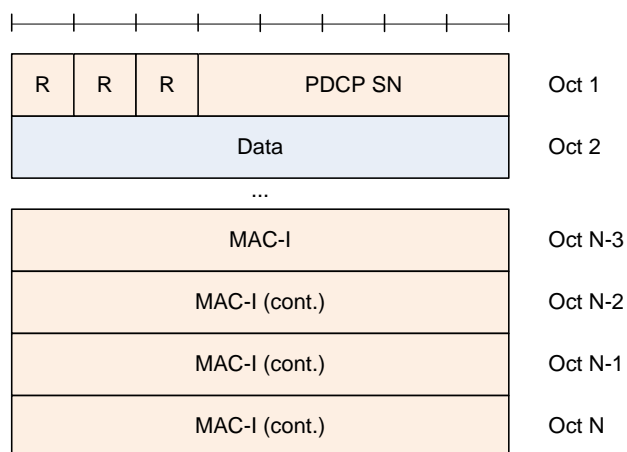 R R R PDCP SN Oct 1
Data Oct 2
...
MAC-I Oct N-3
MAC-I (cont.) Oct N-2
MAC-I (cont.) Oct N-1
MAC-I (cont.) Oct N